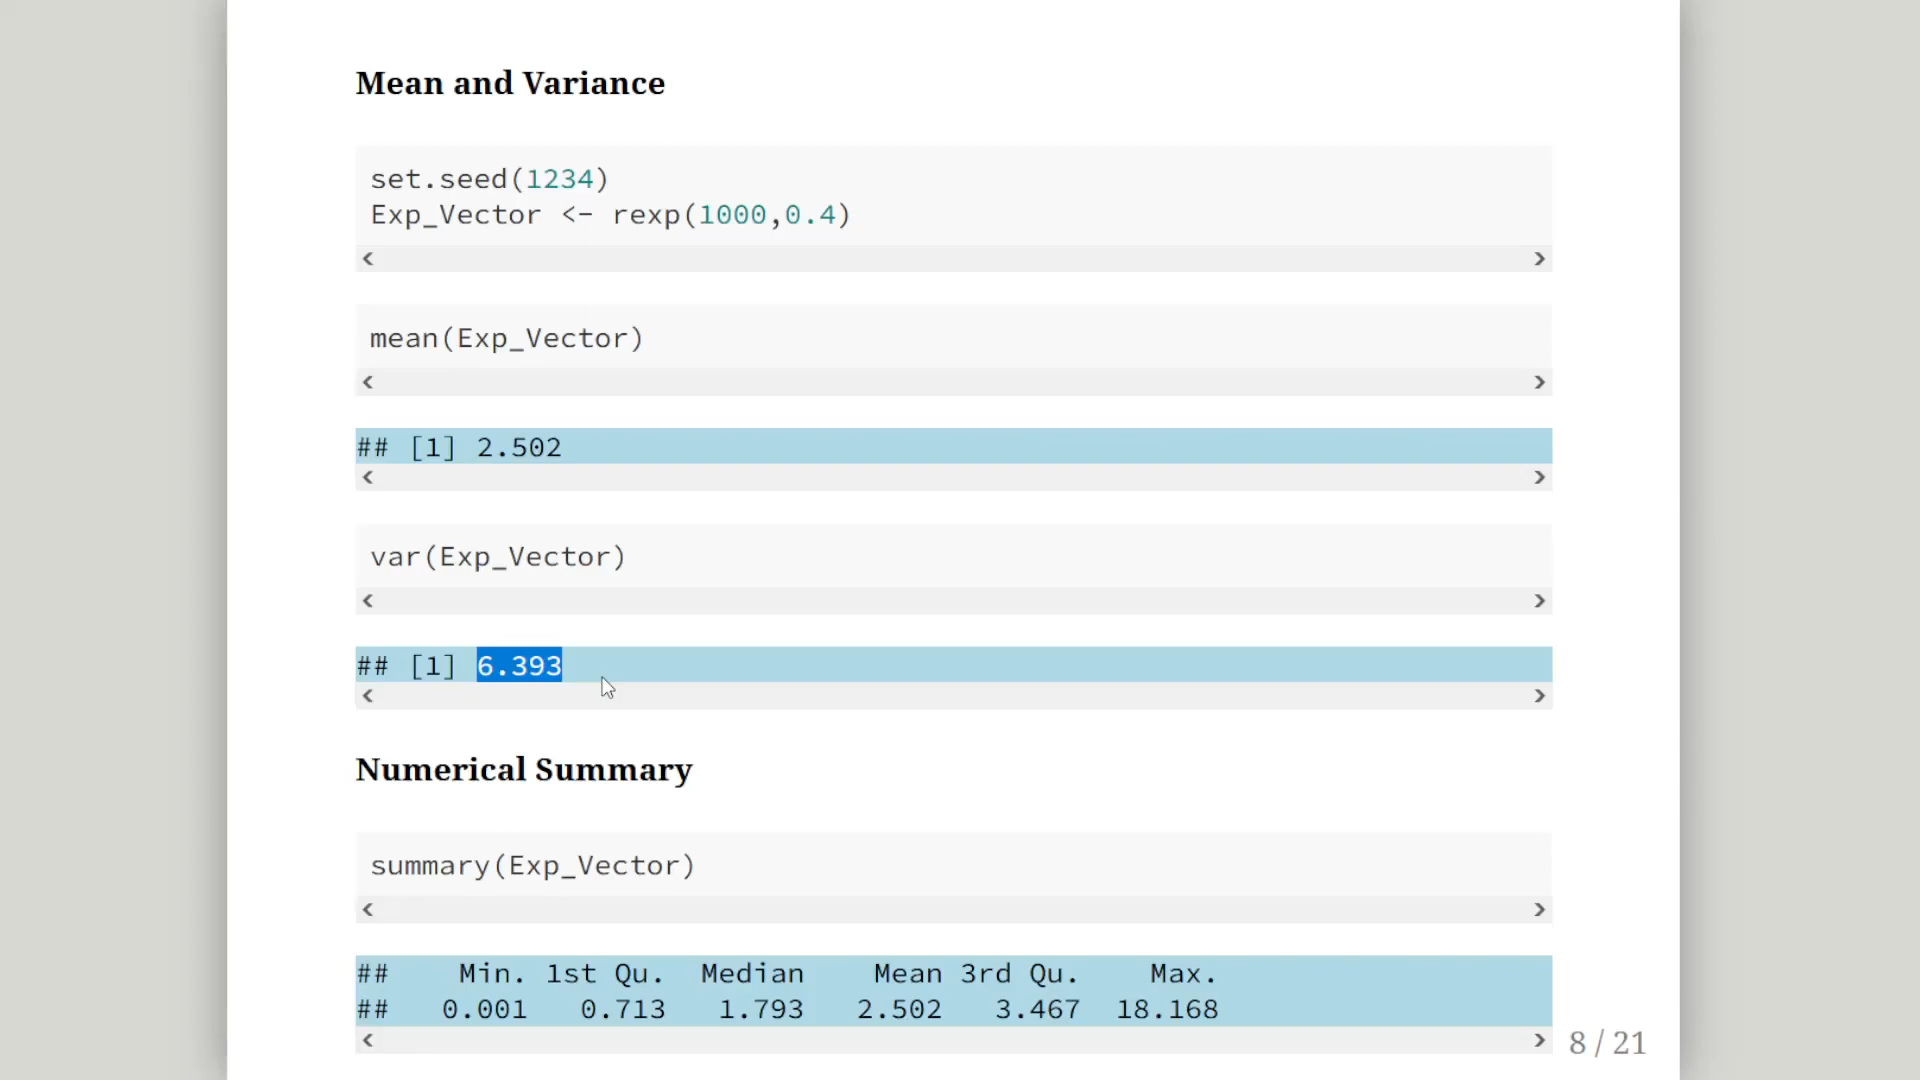 Mean and Variance
set.seed(1234)
Exp_Vector <- rexp(1000,0.4)
mean(Exp_Vector)
## [1] 2.502
var(Exp_Vector)
## [1] 6.393
Numerical Summary
summary(Exp_Vector)
##    Min. 1st Qu.  Median    Mean 3rd Qu.    Max.
##   0.001   0.713   1.793   2.502   3.467  18.168
8 / 21